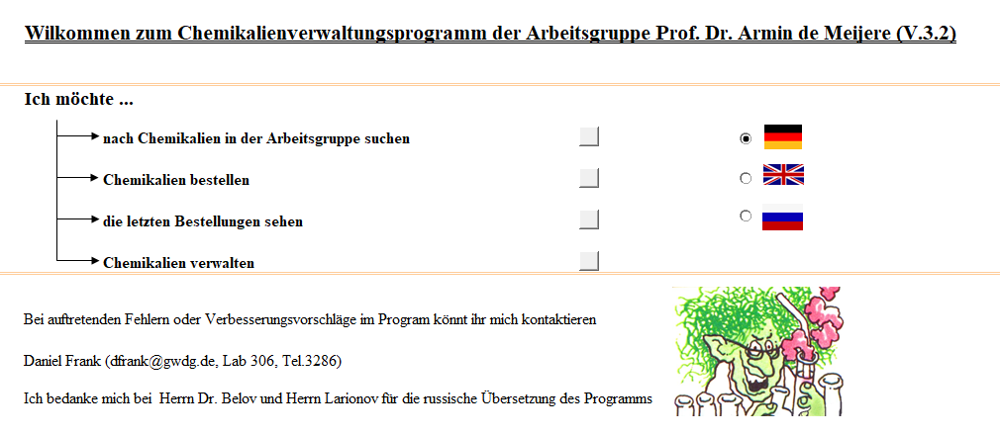 Wilkommen zum Chemikalienverwaltungsprogramm der Arbeitsgruppe Prof. Dr. Armin de Meijere (V.3.2)
Ich möchte ...
nach Chemikalien in der Arbeitsgruppe suchen
Chemikalien bestellen
die letzten Bestellungen sehen
Chemikalien verwalten
Bei auftretenden Fehlern oder Verbesserungsvorschläge im Program könnt ihr mich kontaktieren
Daniel Frank (dfrank@gwdg.de, Lab 306, Tel.3286)
Ich bedanke mich bei  Herrn Dr. Belov und Herrn Larionov für die russische Übersetzung des Programms